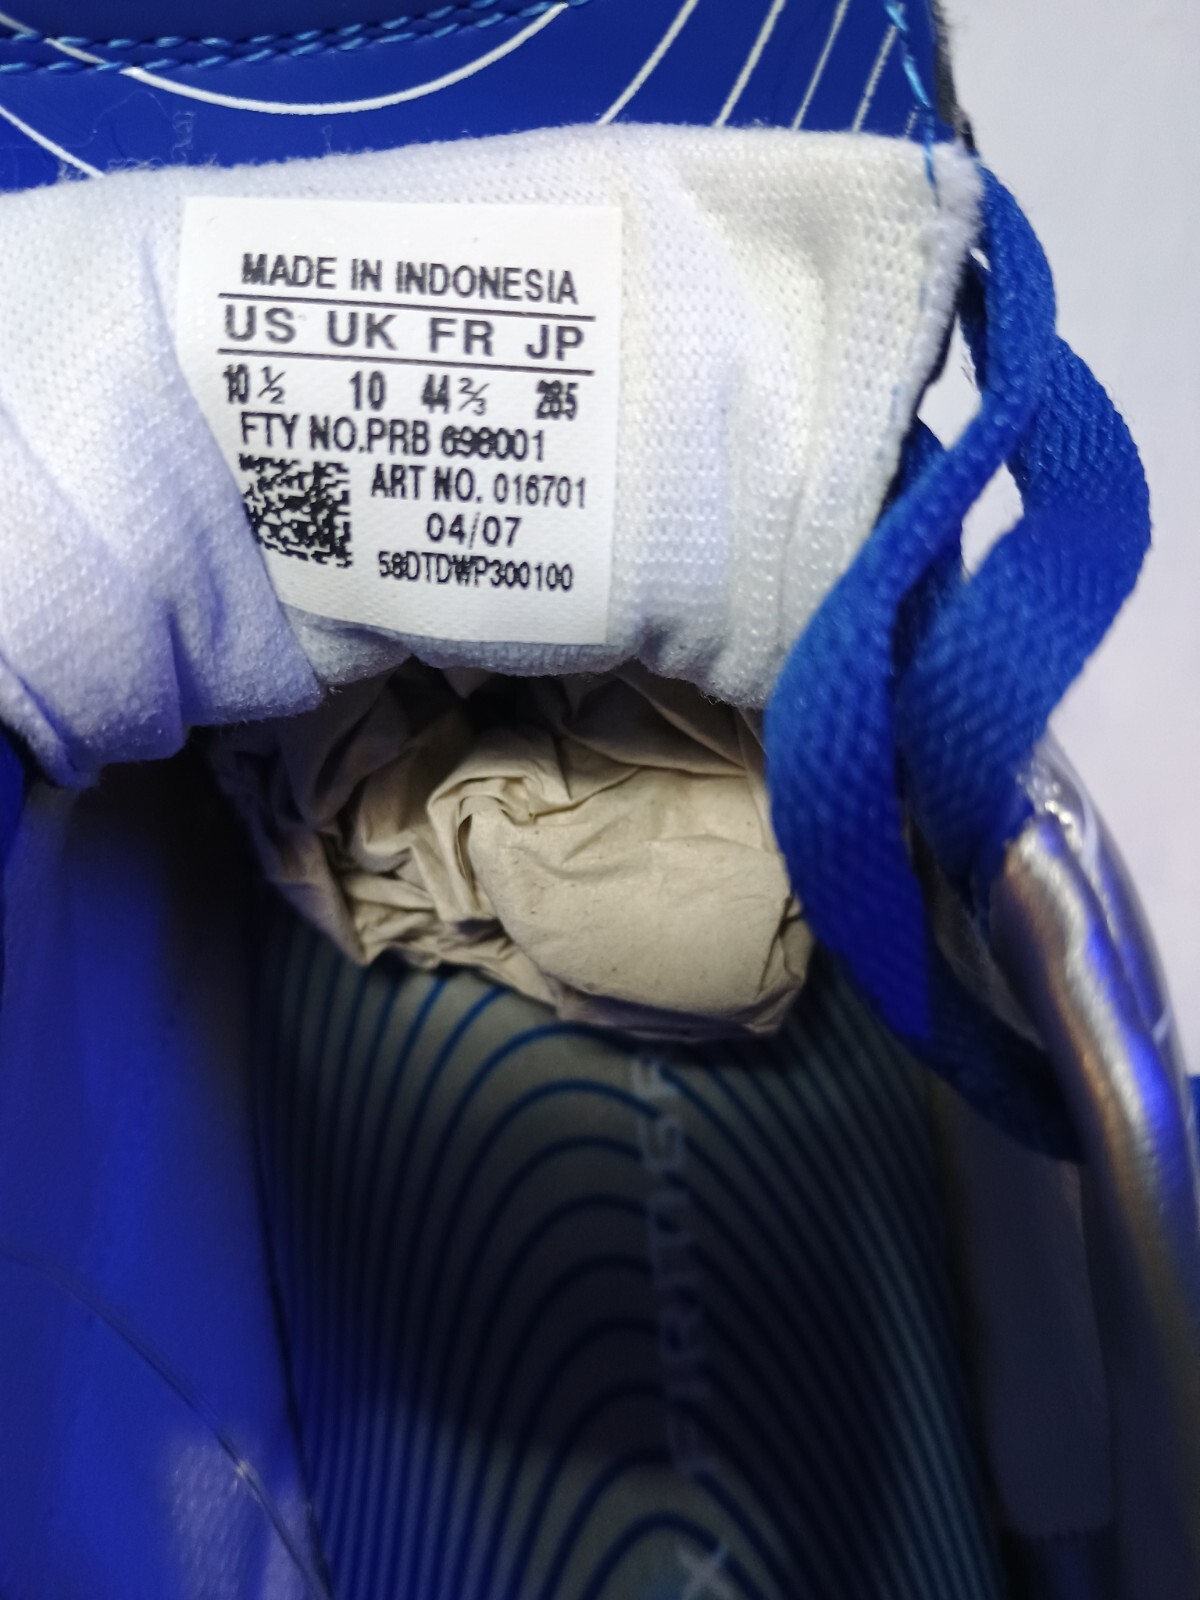 MADE IN INDONESIA
US UK FR JP
10 ½ 10 44 ⅔ 285
FTY NO.PRB 698001
ART NO. 016701
04/07
58DTDWP300100